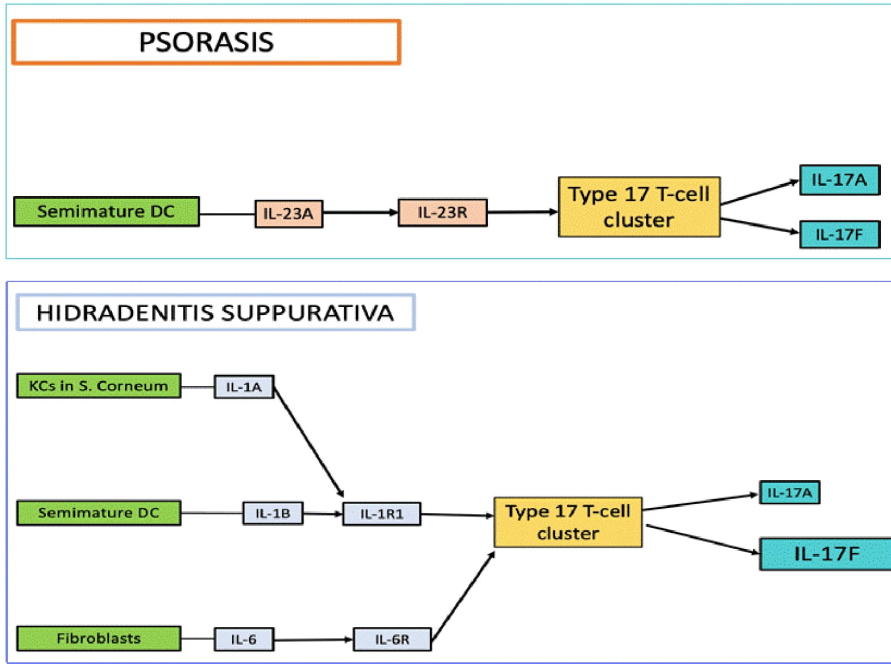 PSORASIS
Semimature DC
IL-23A
IL-23R
Type 17 T-cell
cluster
IL-17A
IL-17F
HIDRADENITIS SUPPURATIVA
KCs in S. Corneum
IL-1A
Semimature DC
IL-1B
IL-1R1
Type 17 T-cell
cluster
IL-17A
IL-17F
Fibroblasts
IL-6
IL-6R